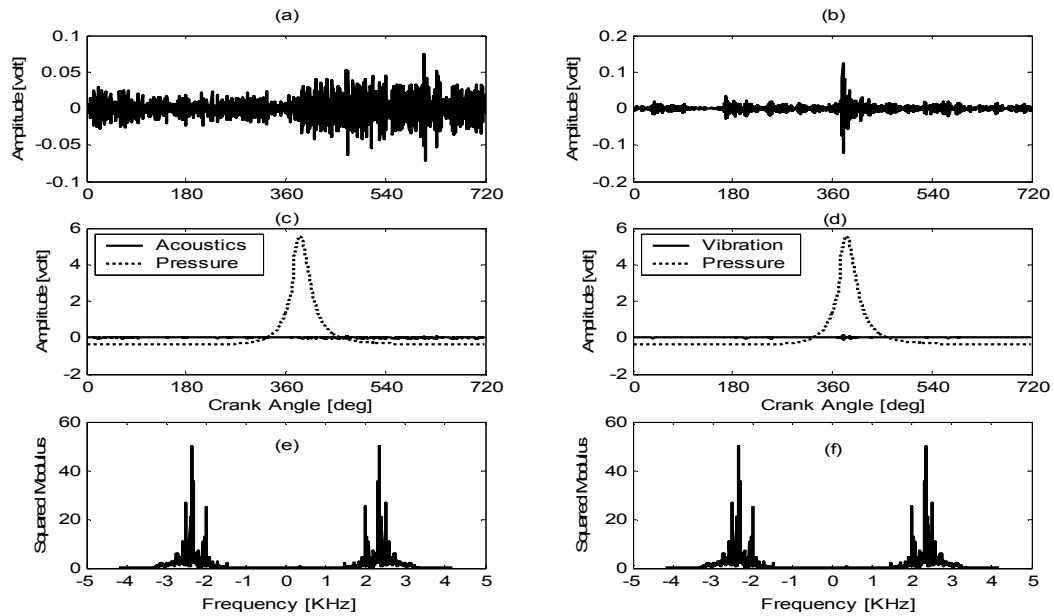 (a)
Amplitude [volt]
0.1
0.05
0
-0.05
-0.1
0 180 360 540 720
(b)
Amplitude [volt]
0.2
0.1
0
-0.1
-0.2
0 180 360 540 720
(c)
Amplitude [volt]
6
4
2
0
-2
Acoustics
Pressure
0 180 360 540 720
Crank Angle [deg]
(d)
Amplitude [volt]
6
4
2
0
-2
Vibration
Pressure
0 180 360 540 720
Crank Angle [deg]
(e)
Squared Modulus
60
40
20
0
-5 -4 -3 -2 -1 0 1 2 3 4 5
Frequency [KHz]
(f)
Squared Modulus
60
40
20
0
-5 -4 -3 -2 -1 0 1 2 3 4 5
Frequency [KHz]